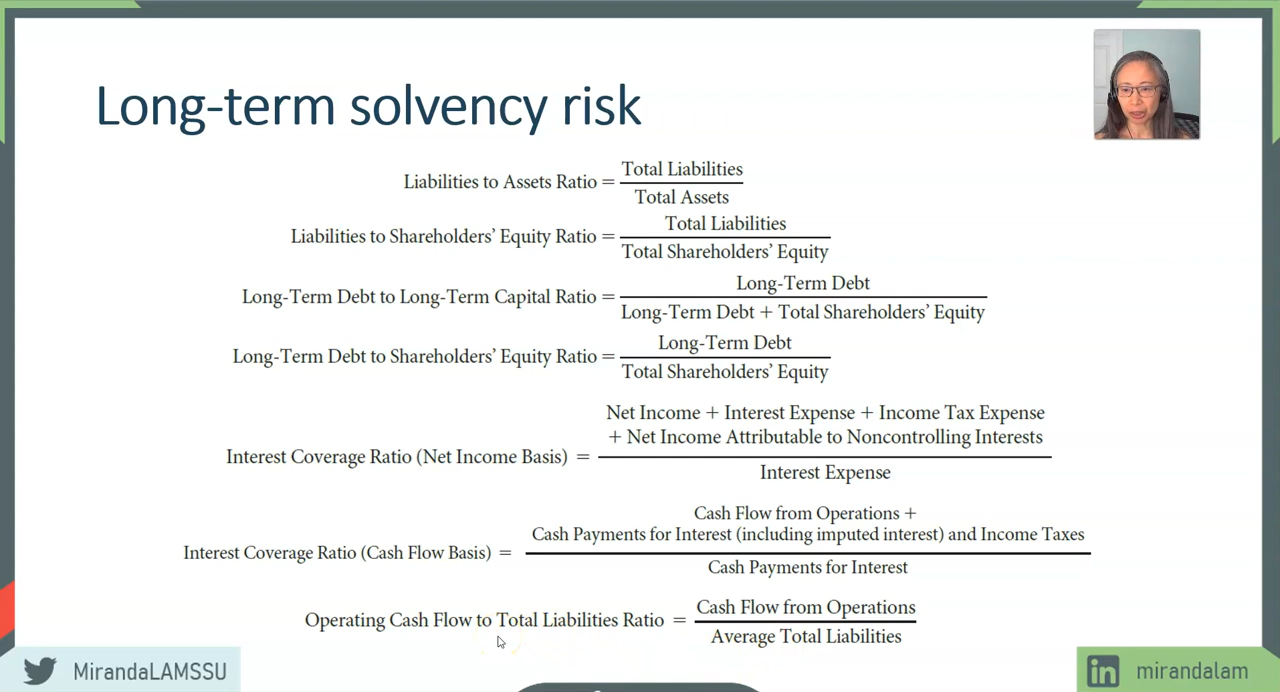 Long-term solvency risk
Liabilities to Assets Ratio = Total Liabilities
Total Assets
Liabilities to Shareholders’ Equity Ratio = Total Liabilities
Total Shareholders’ Equity
Long-Term Debt to Long-Term Capital Ratio = Long-Term Debt
Long-Term Debt + Total Shareholders’ Equity
Long-Term Debt to Shareholders’ Equity Ratio = Long-Term Debt
Total Shareholders’ Equity
Net Income + Interest Expense + Income Tax Expense
+ Net Income Attributable to Noncontrolling Interests
Interest Coverage Ratio (Net Income Basis) =
Interest Expense
Cash Flow from Operations +
Cash Payments for Interest (including imputed interest) and Income Taxes
Interest Coverage Ratio (Cash Flow Basis) =
Cash Payments for Interest
Operating Cash Flow to Total Liabilities Ratio = Cash Flow from Operations
Average Total Liabilities
MirandaLAMSSU
in mirandalam